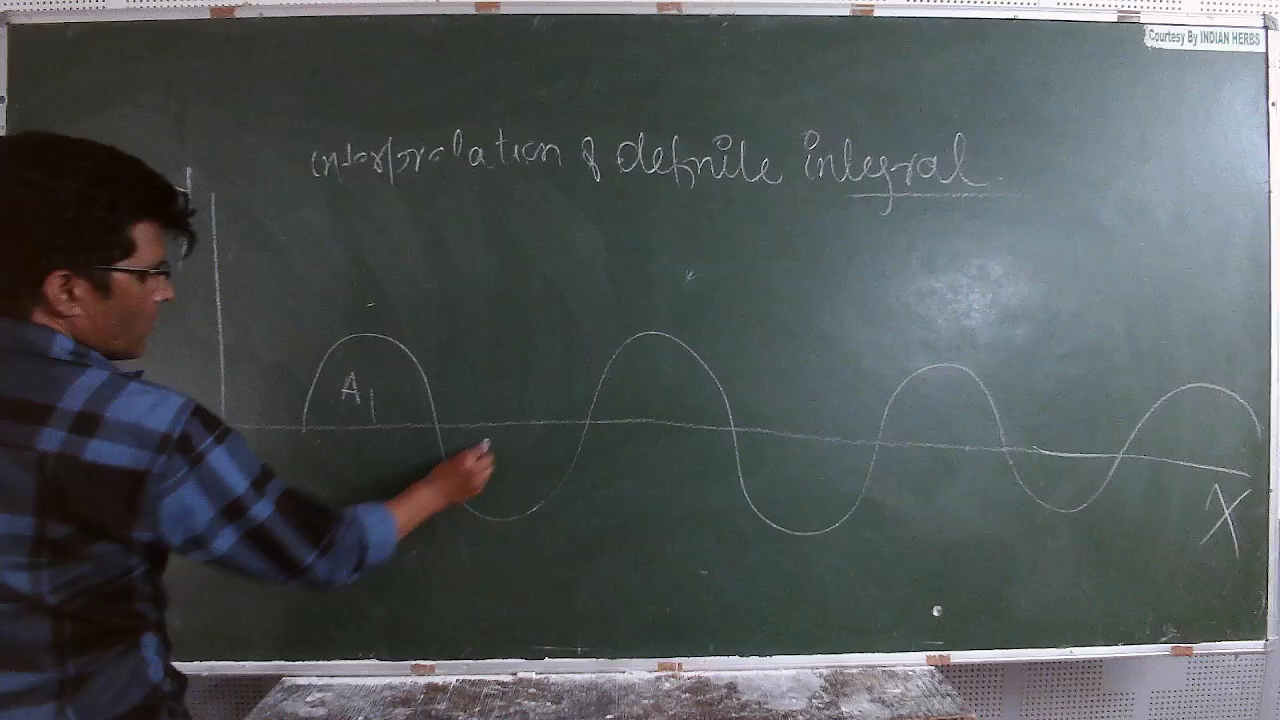 Courtesy By INDIAN HERBS
interpretation of definite integral
A1
X